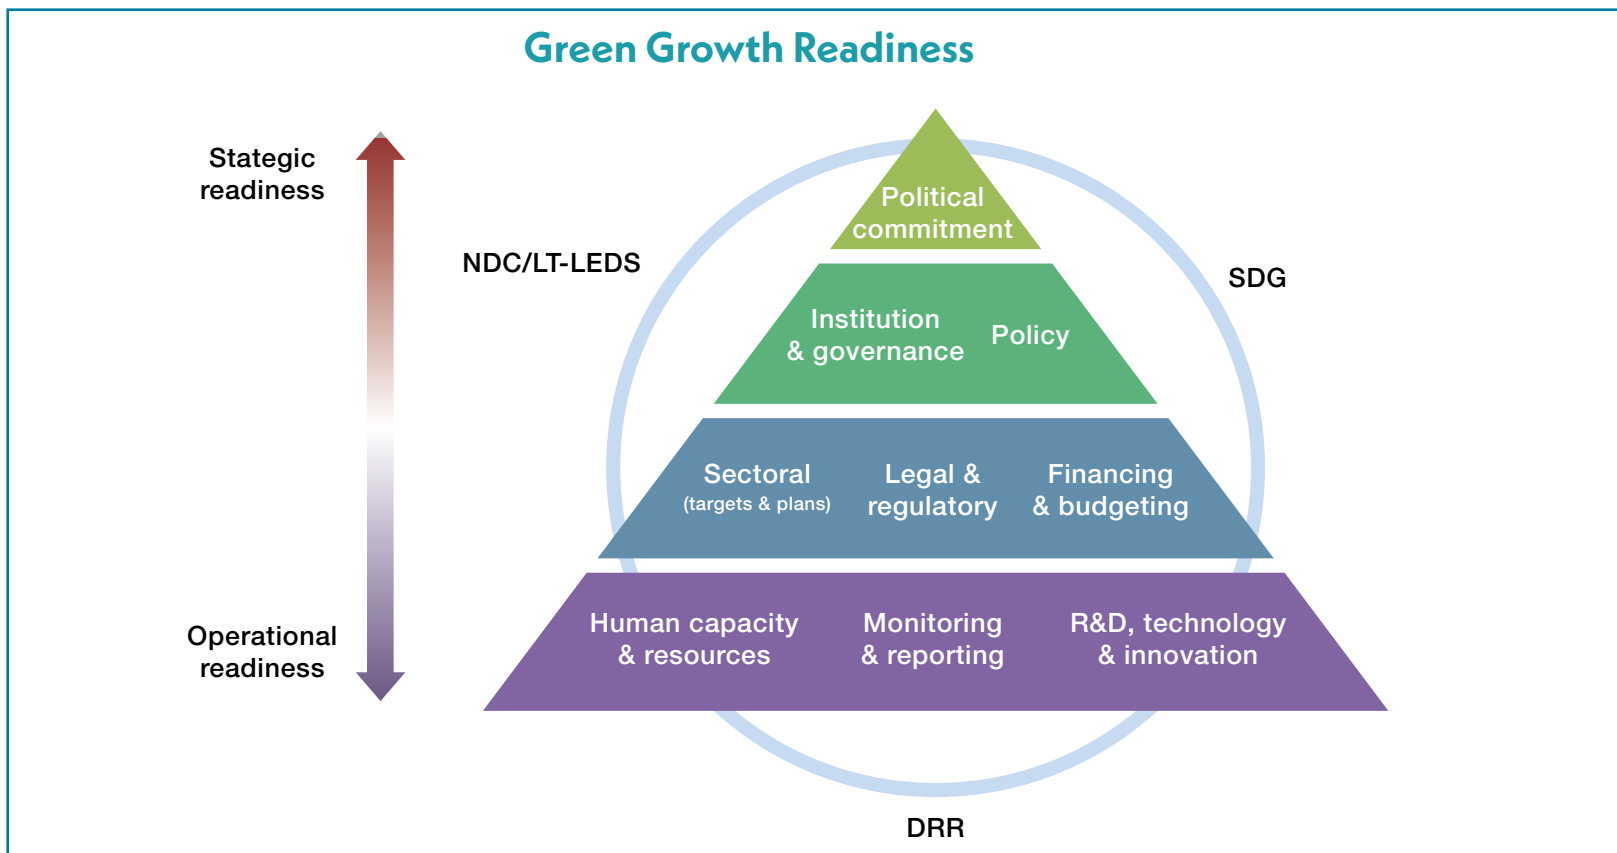 Green Growth Readiness
Stategic
readiness
Political
commitment
NDC/LT-LEDS
SDG
Institution
& governance
Policy
Sectoral
(targets & plans)
Legal &
regulatory
Financing
& budgeting
Operational
readiness
Human capacity
& resources
Monitoring
& reporting
R&D, technology
& innovation
DRR